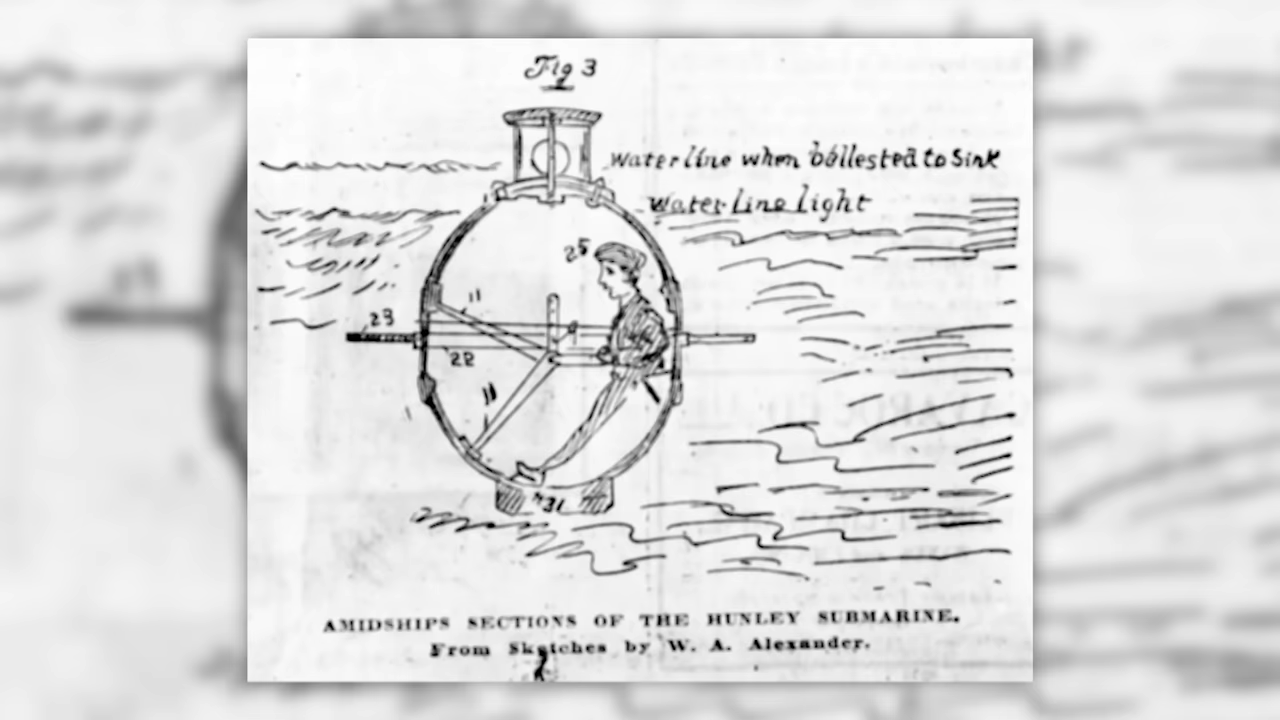 Fig 3
Water line when bállested to Sink
Water Line light
25
11
23
22
11
31
AMIDSHIPS SECTIONS OF THE HUNLEY SUBMARINE.
From Sketches by W. A. Alexander.